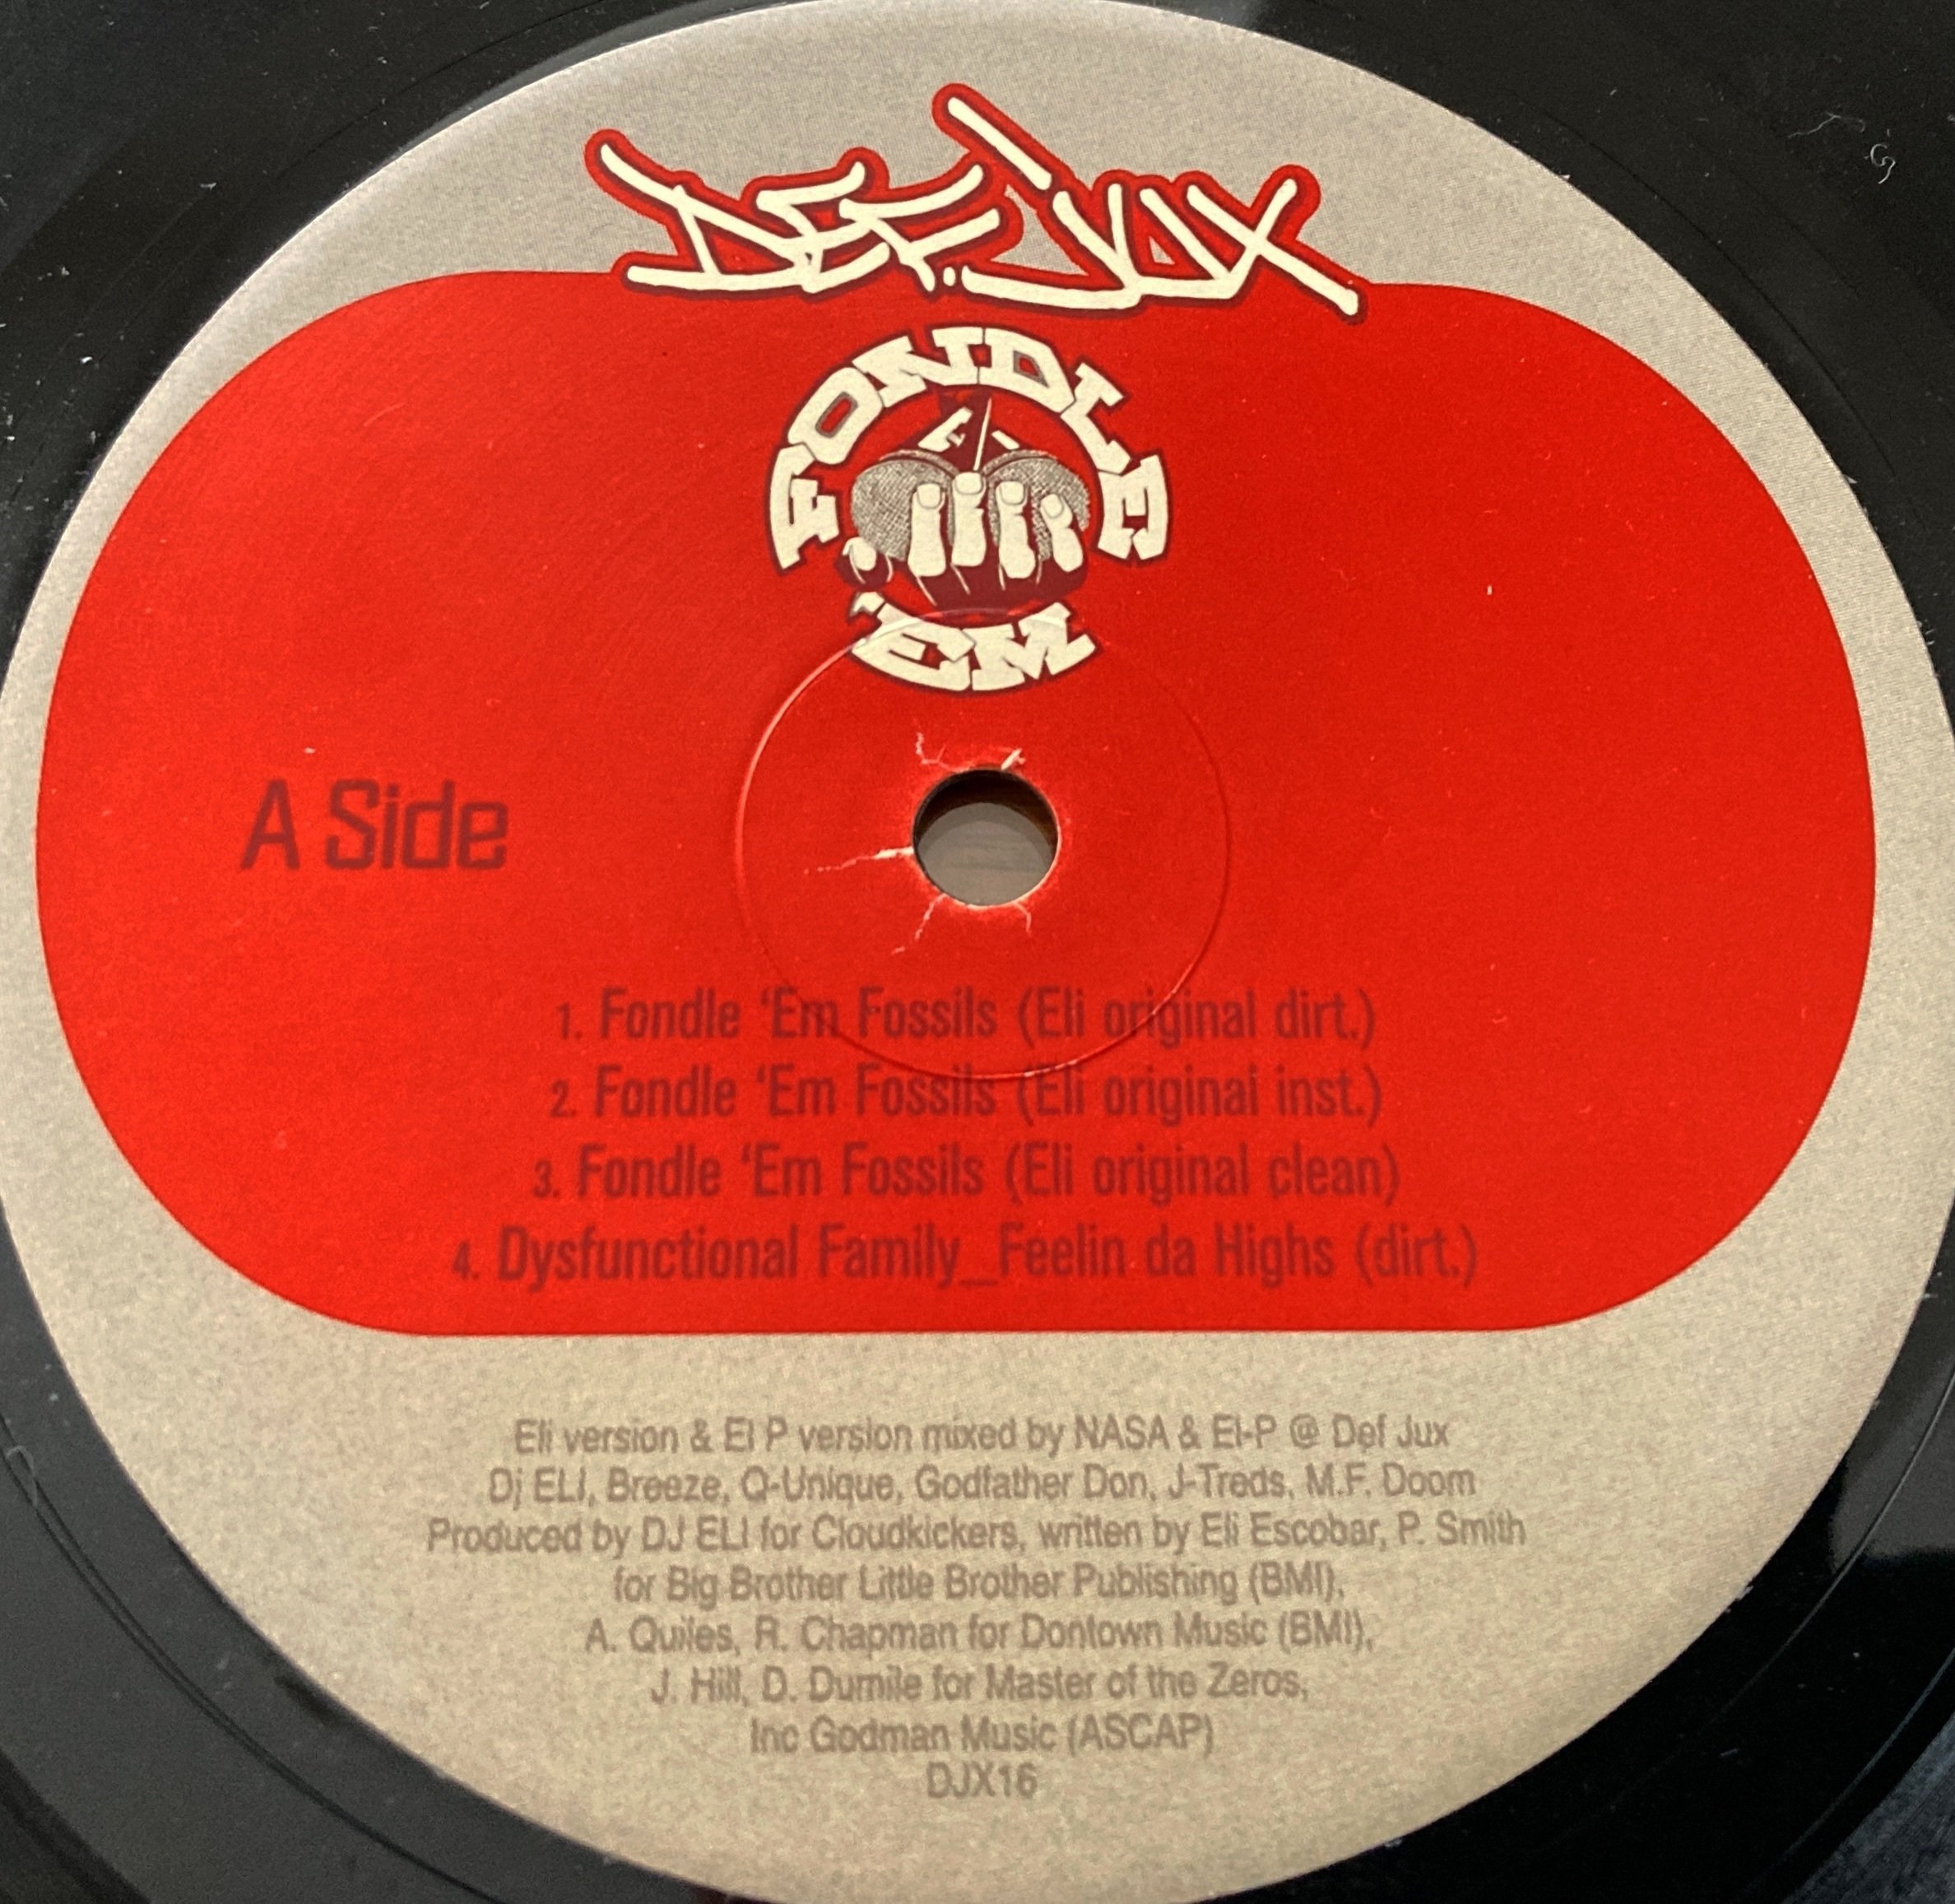 DEF. JUX
FONDLE
'EM
A Side
1. Fondle ‘Em Fossils (Eli original dirt.)
2. Fondle ‘Em Fossils (Eli original inst.)
3. Fondle ‘Em Fossils (Eli original clean)
4. Dysfunctional Family_Feelin da Highs (dirt.)
Eli version & El P version mixed by NASA & El-P @ Def Jux
Dj ELI, Breeze, Q-Unique, Godfather Don, J-Treds, M.F. Doom
Produced by DJ ELI for Cloudkickers, written by Eli Escobar, P. Smith
for Big Brother Little Brother Publishing (BMI),
A. Quiles, R. Chapman for Dontown Music (BMI),
J. Hill, D. Dumile for Master of the Zeros,
Inc Godman Music (ASCAP)
DJX16